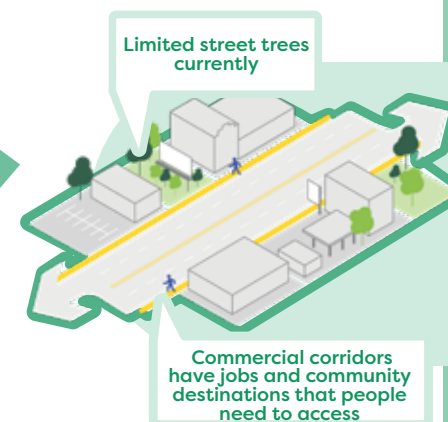 Limited street trees
currently
Commercial corridors
have jobs and community
destinations that people
need to access